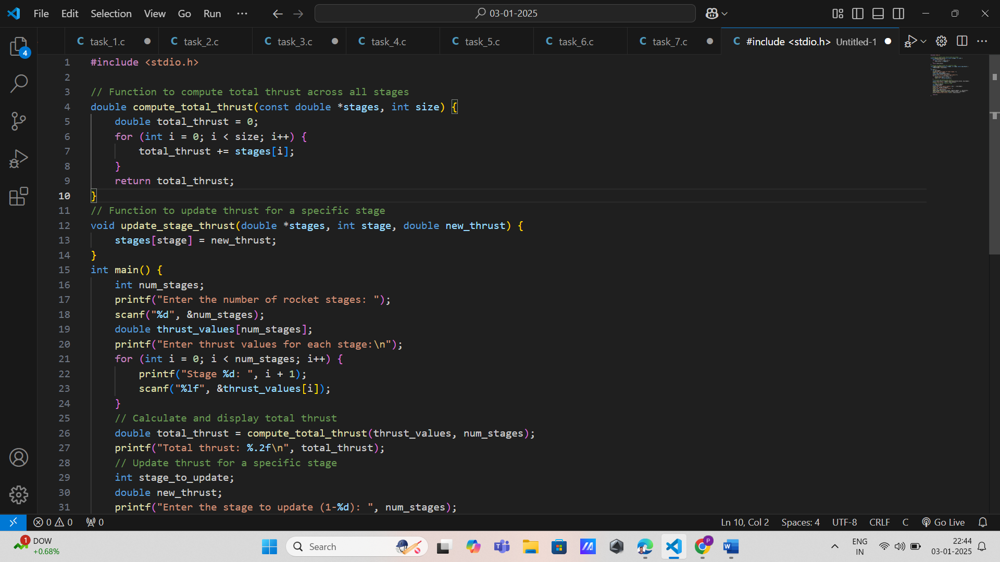 File Edit Selection View Go Run ··· 03-01-2025
task_1.c task_2.c task_3.c task_4.c task_5.c task_6.c task_7.c #include <stdio.h> Untitled-1
4
1 #include <stdio.h>
2
3 // Function to compute total thrust across all stages
4 double compute_total_thrust(const double *stages, int size) {
5     double total_thrust = 0;
6     for (int i = 0; i < size; i++) {
7         total_thrust += stages[i];
8     }
9     return total_thrust;
10 }
11 // Function to update thrust for a specific stage
12 void update_stage_thrust(double *stages, int stage, double new_thrust) {
13     stages[stage] = new_thrust;
14 }
15 int main() {
16     int num_stages;
17     printf("Enter the number of rocket stages: ");
18     scanf("%d", &num_stages);
19     double thrust_values[num_stages];
20     printf("Enter thrust values for each stage:\n");
21     for (int i = 0; i < num_stages; i++) {
22         printf("Stage %d: ", i + 1);
23         scanf("%lf", &thrust_values[i]);
24     }
25     // Calculate and display total thrust
26     double total_thrust = compute_total_thrust(thrust_values, num_stages);
27     printf("Total thrust: %.2f\n", total_thrust);
28     // Update thrust for a specific stage
29     int stage_to_update;
30     double new_thrust;
31     printf("Enter the stage to update (1-%d): ", num_stages);
0 0 0 Ln 10, Col 2 Spaces: 4 UTF-8 CRLF C Go Live
1 DOW
+0.68%
Search
ENG
IN
22:44
03-01-2025